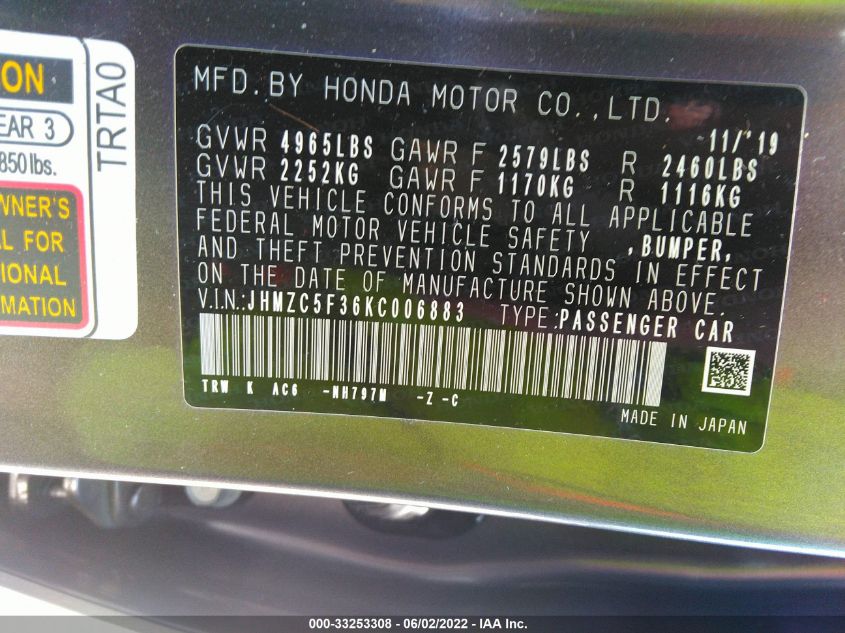 ON
EAR 3
850 lbs.
WNER'S
L FOR
IONAL
MATION
TRTA0
MFD. BY HONDA MOTOR CO., LTD.
11/'19
GVWR 4965LBS GAWR F 2579LBS R 2460LBS
GVWR 2252KG GAWR F 1170KG R 1116KG
THIS VEHICLE CONFORMS TO ALL APPLICABLE
FEDERAL MOTOR VEHICLE SAFETY ,BUMPER,
AND THEFT PREVENTION STANDARDS IN EFFECT
ON THE DATE OF MANUFACTURE SHOWN ABOVE.
V.I.N.: JHMZC5F36KC006883 TYPE:PASSENGER CAR
TRW K AC6 -NH797M -Z -C
MADE IN JAPAN
000-33253308 - 06/02/2022 - IAA Inc.